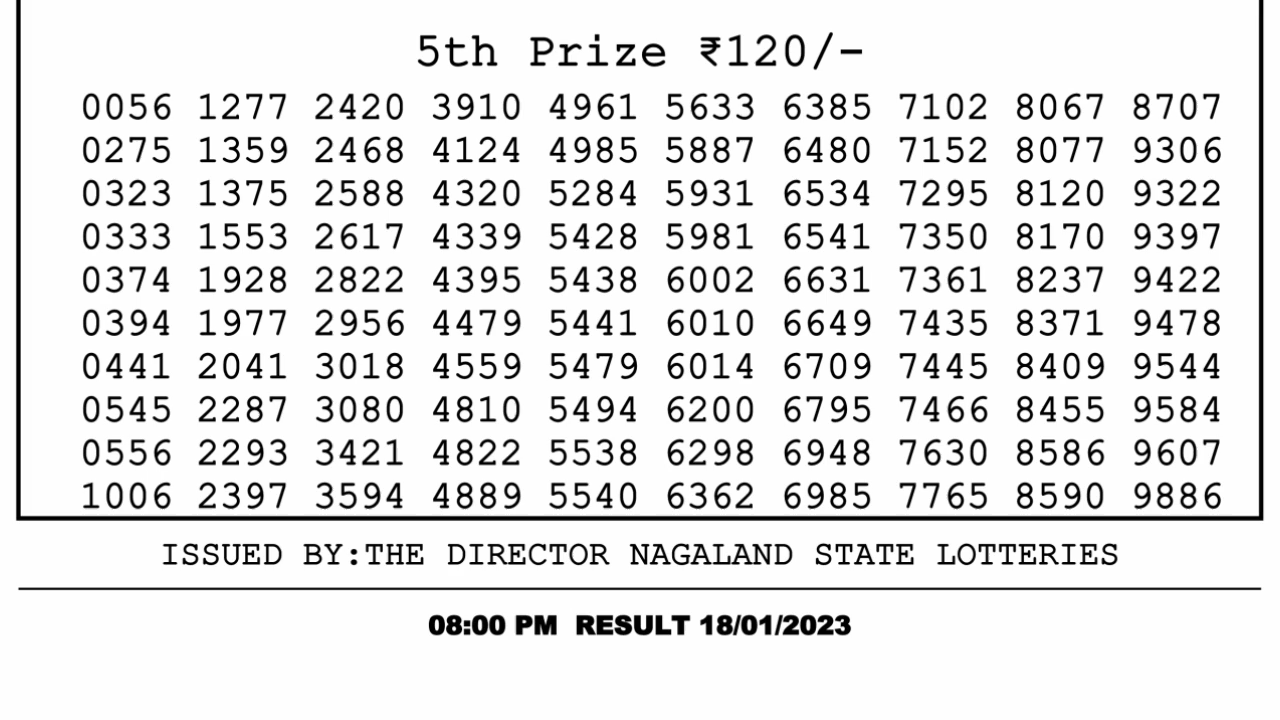 5th Prize ₹120/-
0056 1277 2420 3910 4961 5633 6385 7102 8067 8707
0275 1359 2468 4124 4985 5887 6480 7152 8077 9306
0323 1375 2588 4320 5284 5931 6534 7295 8120 9322
0333 1553 2617 4339 5428 5981 6541 7350 8170 9397
0374 1928 2822 4395 5438 6002 6631 7361 8237 9422
0394 1977 2956 4479 5441 6010 6649 7435 8371 9478
0441 2041 3018 4559 5479 6014 6709 7445 8409 9544
0545 2287 3080 4810 5494 6200 6795 7466 8455 9584
0556 2293 3421 4822 5538 6298 6948 7630 8586 9607
1006 2397 3594 4889 5540 6362 6985 7765 8590 9886
ISSUED BY:THE DIRECTOR NAGALAND STATE LOTTERIES
08:00 PM RESULT 18/01/2023